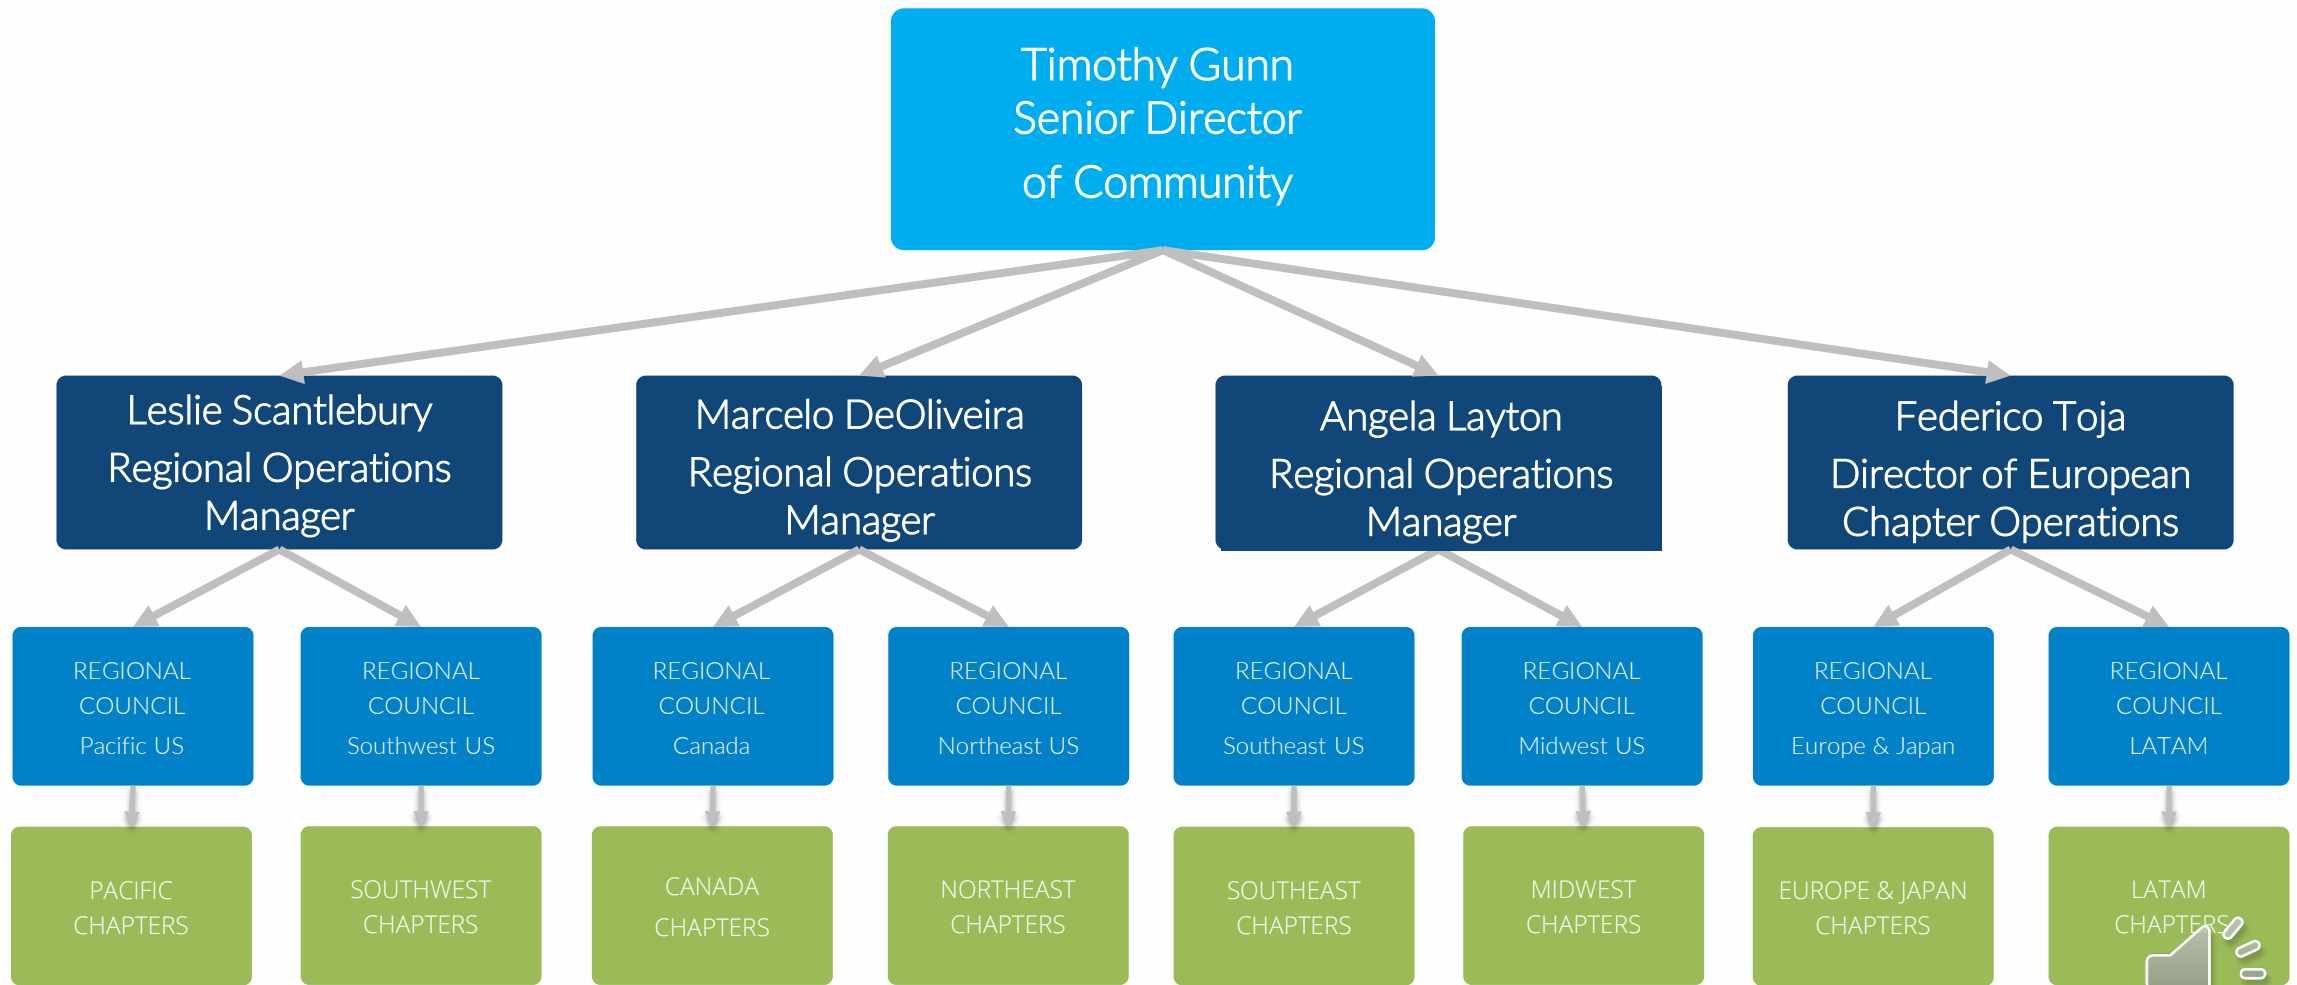 Timothy Gunn
Senior Director
of Community
Leslie Scantlebury
Regional Operations
Manager
Marcelo DeOliveira
Regional Operations
Manager
Angela Layton
Regional Operations
Manager
Federico Toja
Director of European
Chapter Operations
REGIONAL
COUNCIL
Pacific US
REGIONAL
COUNCIL
Southwest US
REGIONAL
COUNCIL
Canada
REGIONAL
COUNCIL
Northeast US
REGIONAL
COUNCIL
Southeast US
REGIONAL
COUNCIL
Midwest US
REGIONAL
COUNCIL
Europe & Japan
REGIONAL
COUNCIL
LATAM
PACIFIC
CHAPTERS
SOUTHWEST
CHAPTERS
CANADA
CHAPTERS
NORTHEAST
CHAPTERS
SOUTHEAST
CHAPTERS
MIDWEST
CHAPTERS
EUROPE & JAPAN
CHAPTERS
LATAM
CHAPTERS